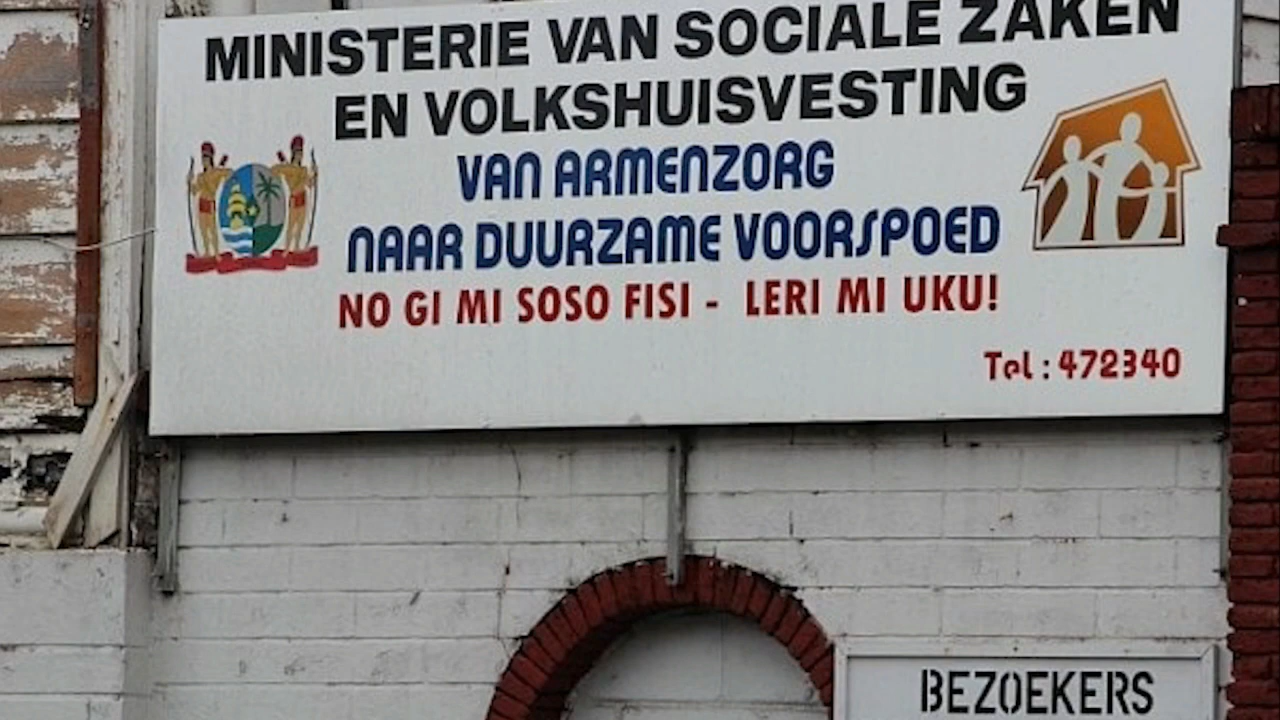 MINISTERIE VAN SOCIALE ZAKEN
EN VOLKSHUISVESTING
VAN ARMENZORG
NAAR DUURZAME VOORSPOED
NO GI MI SOSO FISI - LERI MI UKU!
Tel : 472340
BEZOEKERS